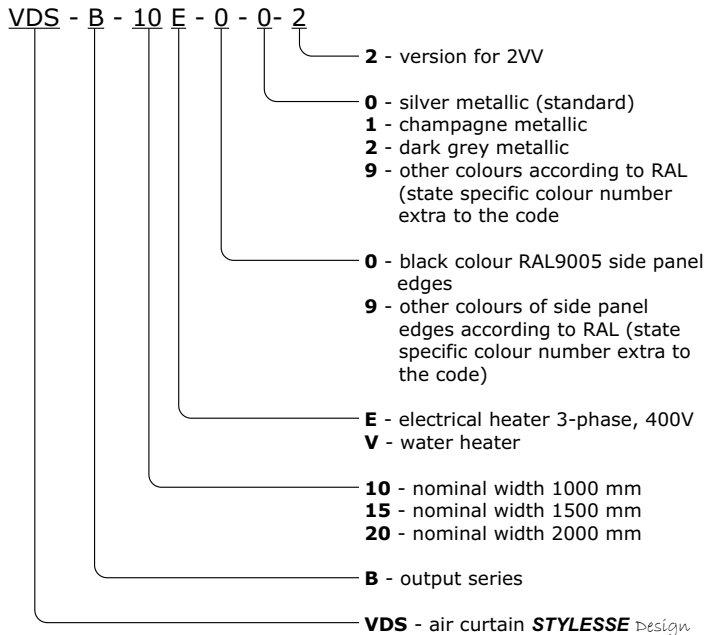 VDS - B - 10 E - 0 - 0- 2
2 - version for 2VV
0 - silver metallic (standard)
1 - champagne metallic
2 - dark grey metallic
9 - other colours according to RAL
(state specific colour number
extra to the code
0 - black colour RAL9005 side panel
edges
9 - other colours of side panel
edges according to RAL (state
specific colour number extra to
the code)
E - electrical heater 3-phase, 400V
V - water heater
10 - nominal width 1000 mm
15 - nominal width 1500 mm
20 - nominal width 2000 mm
B - output series
VDS - air curtain STYLESSE Design